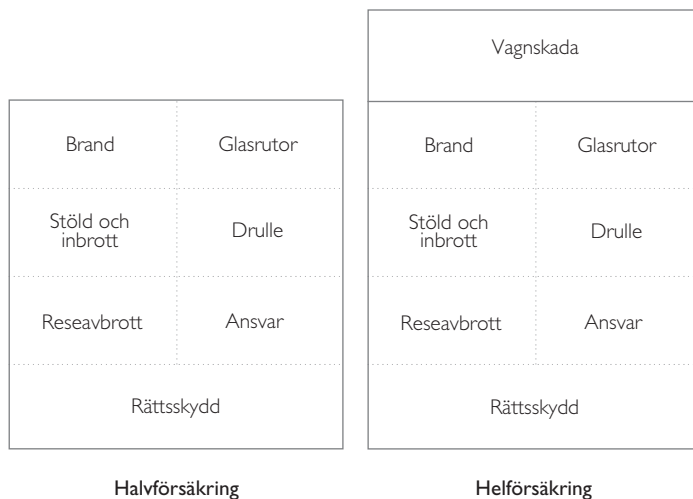 Vagnskada
Brand
Glasrutor
Stöld och
inbrott
Drulle
Reseavbrott
Ansvar
Rättsskydd
Halvförsäkring
Brand
Glasrutor
Stöld och
inbrott
Drulle
Reseavbrott
Ansvar
Rättsskydd
Helförsäkring